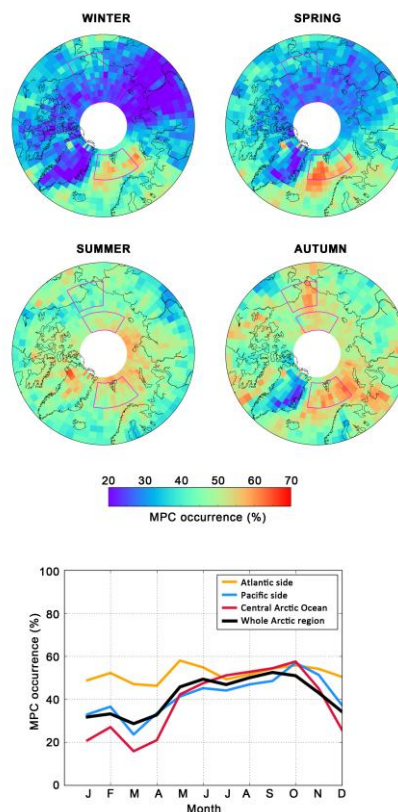 WINTER SPRING
SUMMER AUTUMN
20 30 40 50 60 70
MPC occurrence (%)
100
80
60
40
20
0
MPC occurrence (%)
Atlantic side
Pacific side
Central Arctic Ocean
Whole Arctic region
J F M A M J J A S O N D
Month